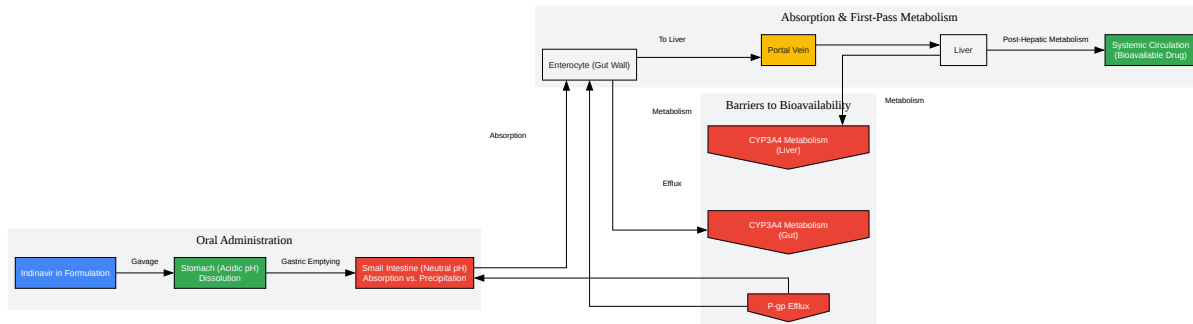 Absorption & First-Pass Metabolism
To Liver
Post-Hepatic Metabolism
Enterocyte (Gut Wall)
Portal Vein
Liver
Systemic Circulation
(Bioavailable Drug)
Barriers to Bioavailability
Metabolism
Metabolism
Absorption
CYP3A4 Metabolism
(Liver)
Efflux
CYP3A4 Metabolism
(Gut)
Oral Administration
Gavage
Gastric Emptying
Indinavir in Formulation
Stomach (Acidic pH)
Dissolution
Small Intestine (Neutral pH)
Absorption vs. Precipitation
P-gp Efflux